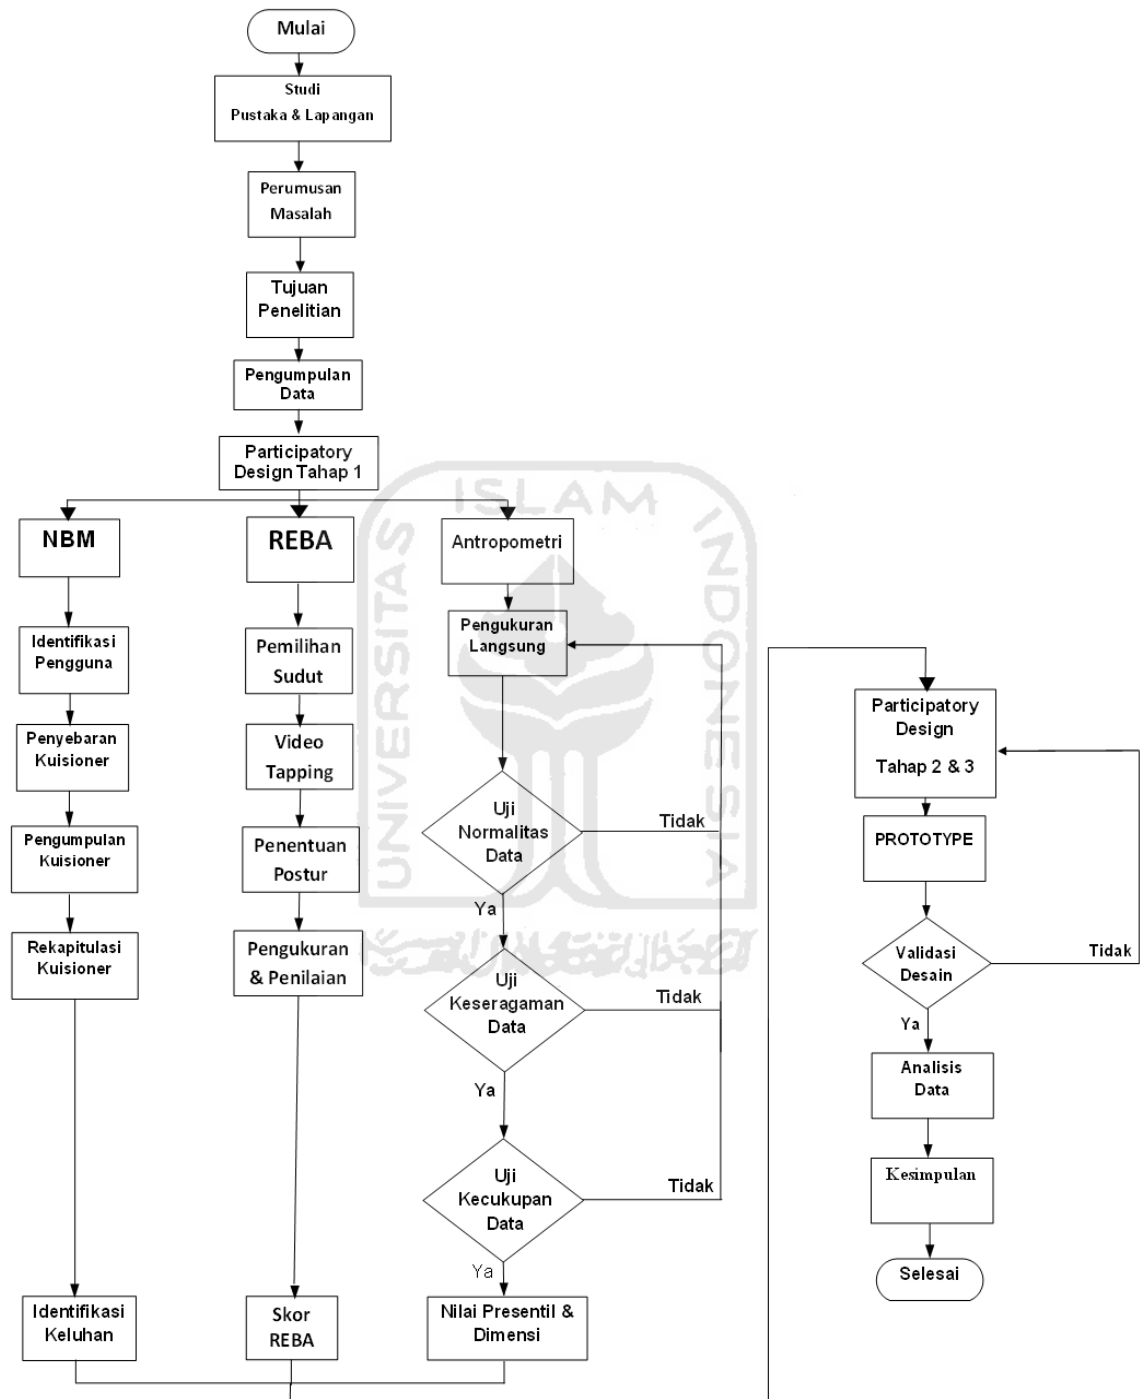 Mulai
Studi
Pustaka & Lapangan
Perumusan
Masalah
Tujuan
Penelitian
Pengumpulan
Data
Participatory
Design Tahap 1
NBM
Identifikasi
Pengguna
Penyebaran
Kuisioner
Pengumpulan
Kuisioner
Rekapitulasi
Kuisioner
Identifikasi
Keluhan
REBA
Pemilihan
Sudut
Video
Tapping
Penentuan
Postur
Pengukuran
& Penilaian
Skor
REBA
Antropometri
Pengukuran
Langsung
Uji
Normalitas
Data
Tidak
Ya
Uji
Keseragaman
Data
Tidak
Ya
Uji
Kecukupan
Data
Tidak
Ya
Nilai Presentil &
Dimensi
Participatory
Design
Tahap 2 & 3
PROTOTYPE
Validasi
Desain
Tidak
Ya
Analisis
Data
Kesimpulan
Selesai
UNIVERSITAS
ISLAM
INDONESIA